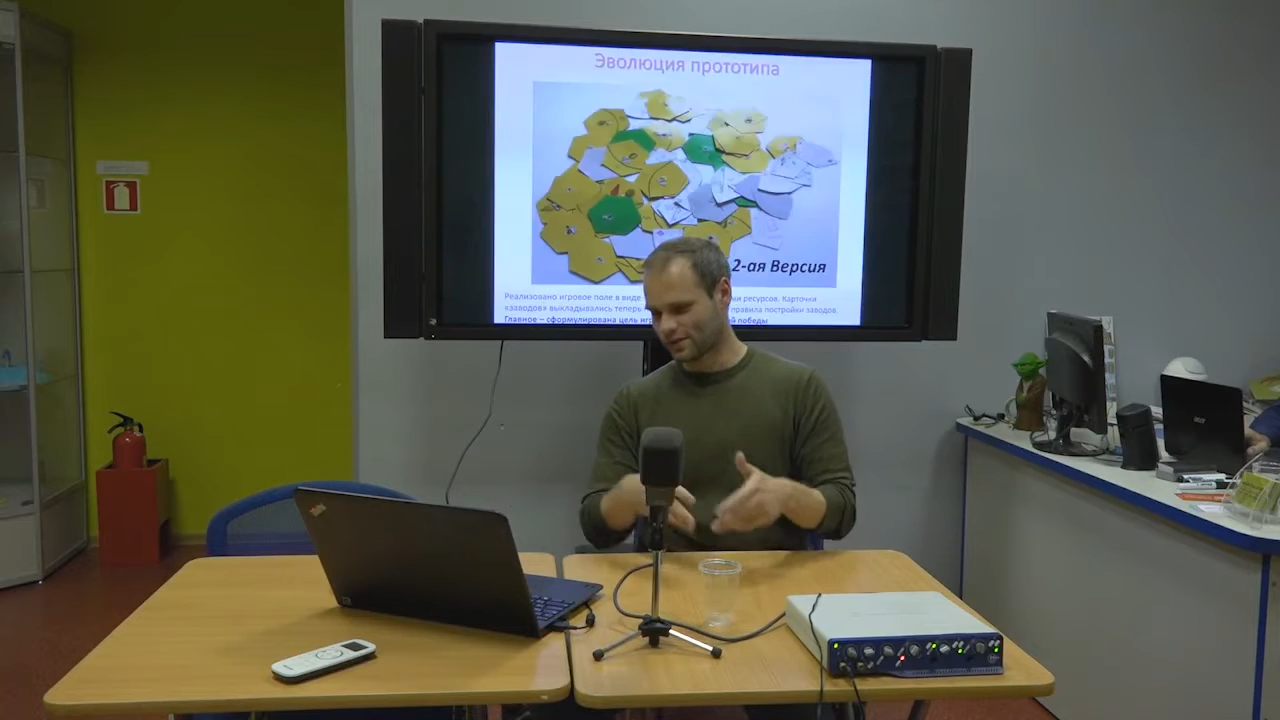 Эволюция прототипа
2-ая Версия
Реализовано игровое поле в виде
ми ресурсов. Карточки
«заводов» выкладывались теперь
правила постройки заводов.
Главное – сформулирована цель игр
й победы